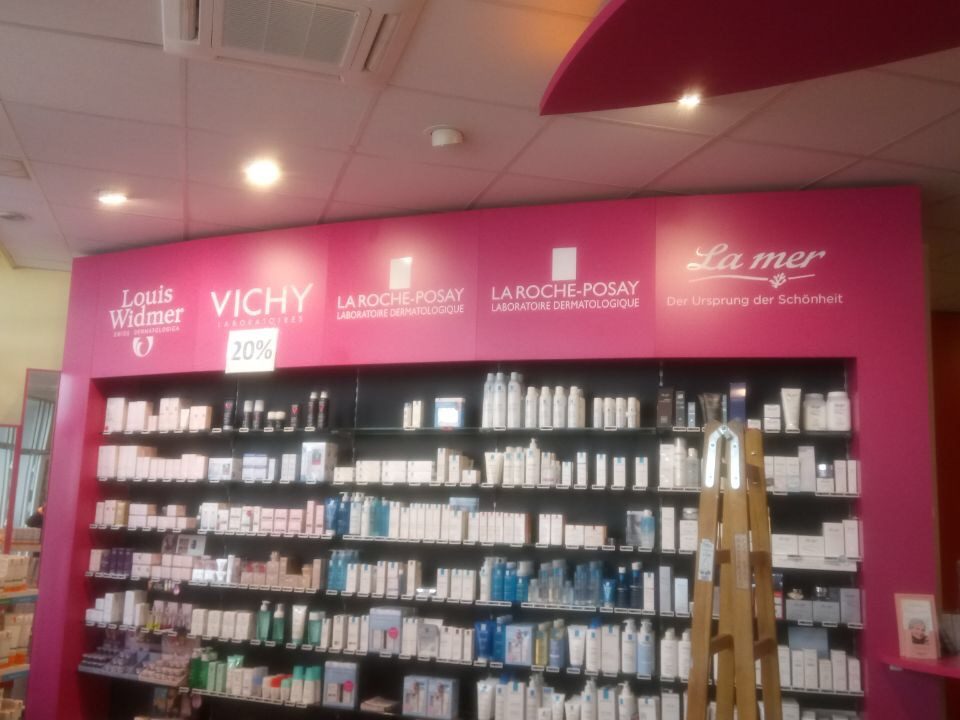 Louis
Widmer
SWISS DERMATOLOGICA
VICHY
LABORATOIRES
20%
LA ROCHE-POSAY
LABORATOIRE DERMATOLOGIQUE
LA ROCHE-POSAY
LABORATOIRE DERMATOLOGIQUE
La mer
Der Ursprung der Schönheit